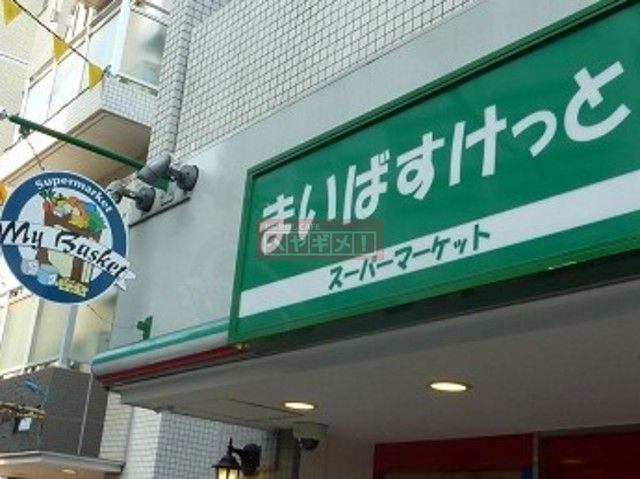 Supermarket
My Basket
まいばすけっと
スーパーマーケット
ヘヤギメ！